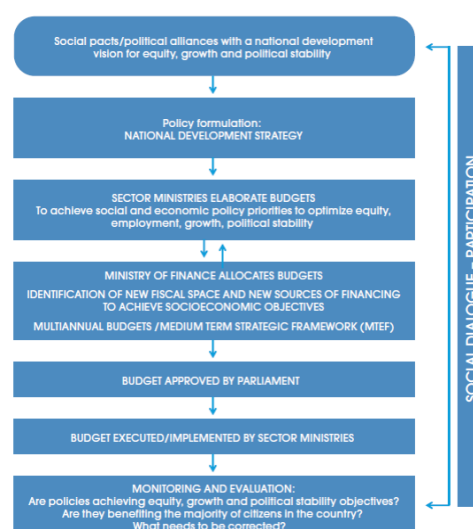 Social pacts/political alliances with a national development
vision for equity, growth and political stability
Policy formulation:
NATIONAL DEVELOPMENT STRATEGY
SECTOR MINISTRIES ELABORATE BUDGETS
To achieve social and economic policy priorities to optimize equity,
employment, growth, political stability
MINISTRY OF FINANCE ALLOCATES BUDGETS
IDENTIFICATION OF NEW FISCAL SPACE AND NEW SOURCES OF FINANCING
TO ACHIEVE SOCIOECONOMIC OBJECTIVES
MULTIANNUAL BUDGETS /MEDIUM TERM STRATEGIC FRAMEWORK (MTEF)
BUDGET APPROVED BY PARLIAMENT
BUDGET EXECUTED/IMPLEMENTED BY SECTOR MINISTRIES
MONITORING AND EVALUATION:
Are policies achieving equity, growth and political stability objectives?
Are they benefiting the majority of citizens in the country?
What needs to be corrected?
SOCIAL DIALOGUE – PARTICIPATION